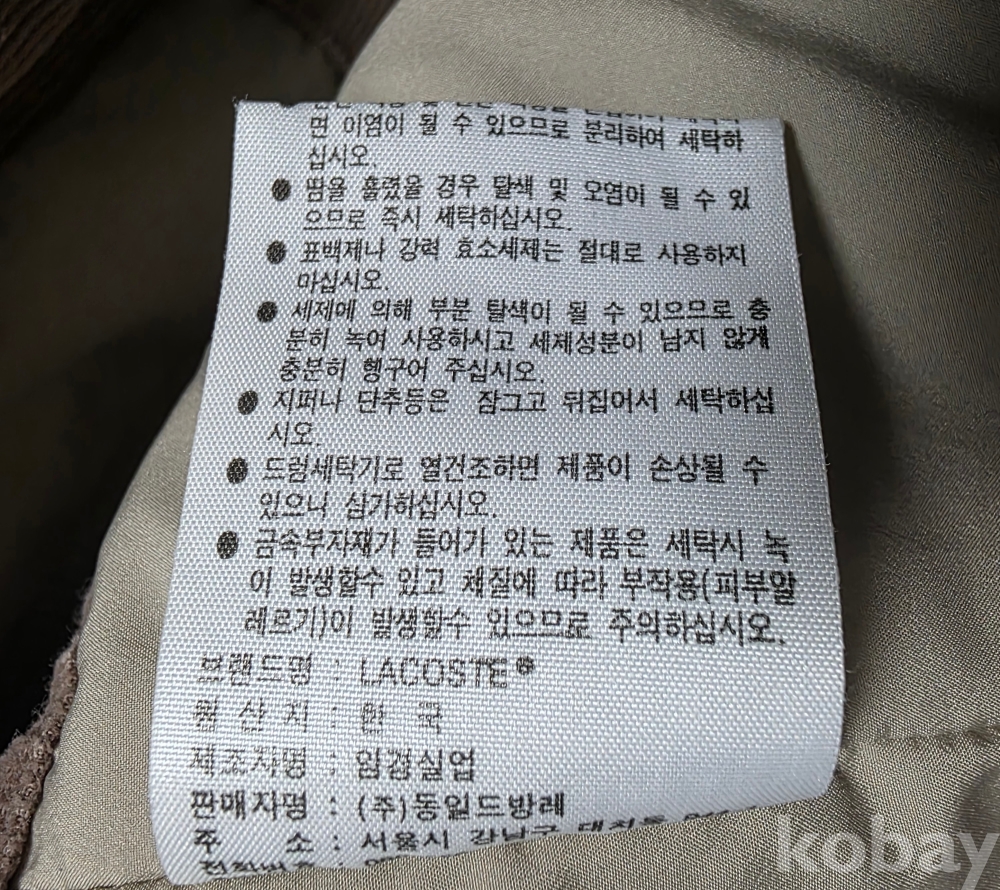 면 이염이 될 수 있으므로 분리하여 세탁하
십시오.
● 땀을 흘렸을 경우 탈색 및 오염이 될 수 있
으므로 즉시 세탁하십시오.
● 표백제나 강력 효소세제는 절대로 사용하지
마십시오.
● 세제에 의해 부분 탈색이 될 수 있으므로 충
분히 녹여 사용하시고 세제성분이 남지 않게
충분히 헹구어 주십시오.
● 지퍼나 단추등은 잠그고 뒤집어서 세탁하십
시오.
● 드럼세탁기로 열건조하면 제품이 손상될 수
있으니 삼가하십시오.
● 금속부자재가 들어가 있는 제품은 세탁시 녹
이 발생할수 있고 체질에 따라 부작용(피부알
레르기)이 발생할수 있으므로 주의하십시오.
브랜드명 : LACOSTE®
원 산 지 : 한 국
제조자명 : 임경실업
판매자명 : (주)동일드방레
주 소 : 서울시 강남구 대치동
전화번호 :
kobay